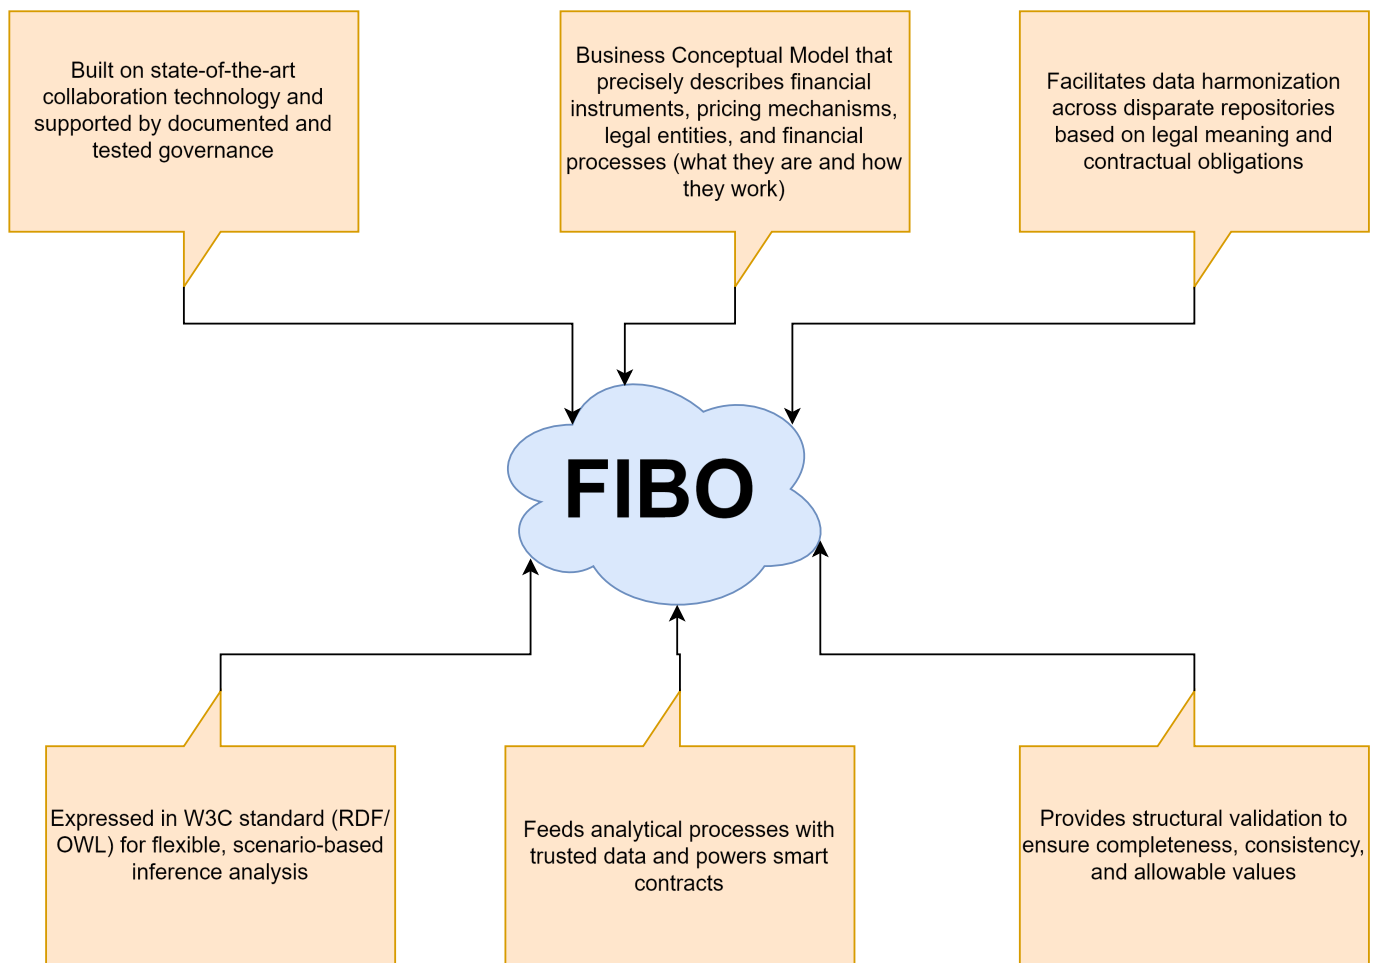 Built on state-of-the-art
collaboration technology and
supported by documented and
tested governance
Business Conceptual Model that
precisely describes financial
instruments, pricing mechanisms,
legal entities, and financial
processes (what they are and how
they work)
Facilitates data harmonization
across disparate repositories
based on legal meaning and
contractual obligations
FIBO
Expressed in W3C standard (RDF/
OWL) for flexible, scenario-based
inference analysis
Feeds analytical processes with
trusted data and powers smart
contracts
Provides structural validation to
ensure completeness, consistency,
and allowable values